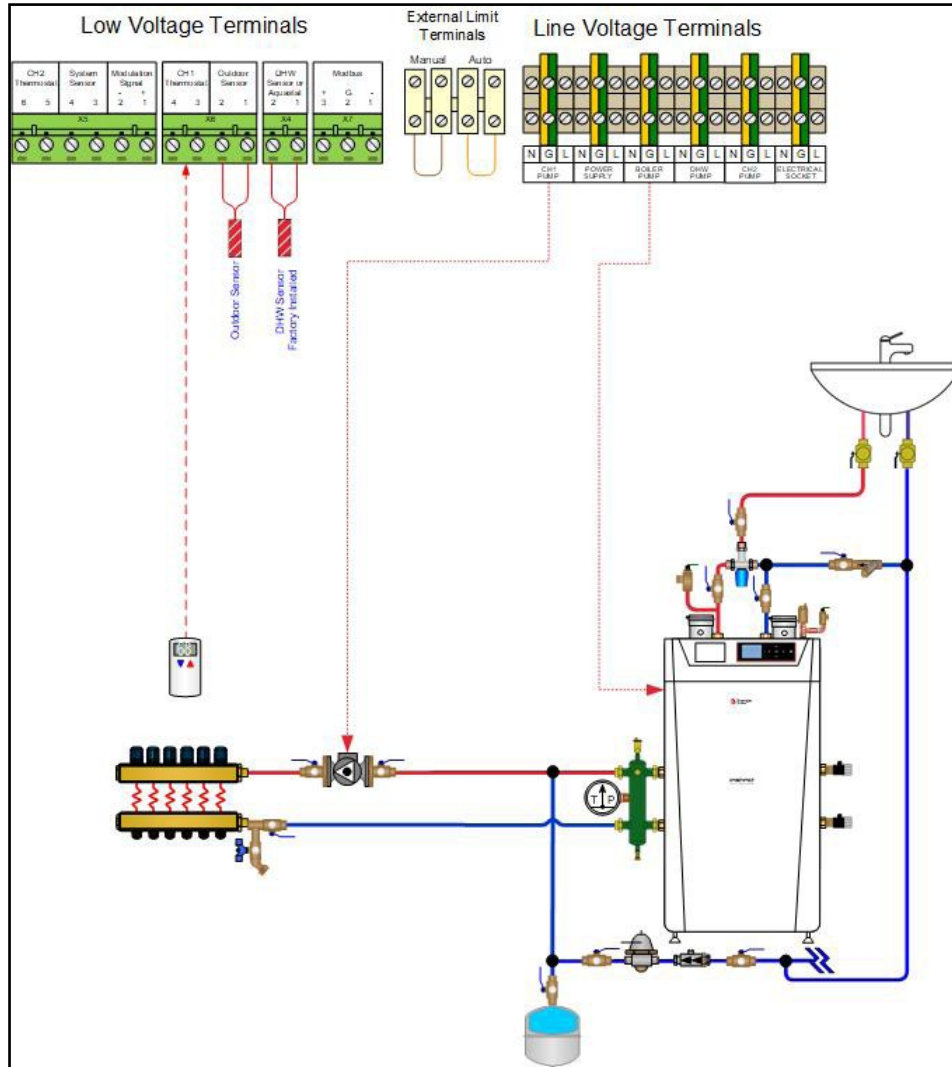 Low Voltage Terminals
External Limit
Terminals
Line Voltage Terminals
Manual Auto
CH2
Thermostat
6 5
System
Sensor
4 3
Modulation
Signal
- +
2 1
CH1
Thermostat
4 3
Outdoor
Sensor
2 1
DHW
Sensor or
Aquastat
2 1
Modbus
+ G -
3 2 1
X5
X6
X4
X7
N G L N G L N G L N G L N G L N G L
CH1
PUMP
POWER
SUPPLY
BOILER
PUMP
DHW
PUMP
CH2
PUMP
ELECTRICAL
SOCKET
Outdoor Sensor
DHW Sensor
Factory Installed
68
T P